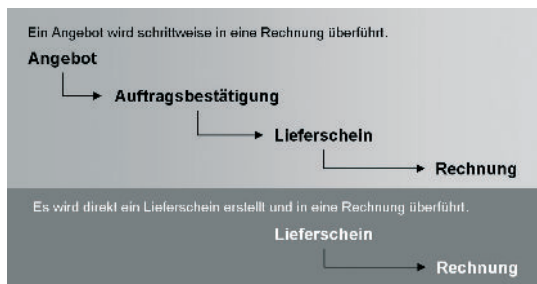 Ein Angebot wird schrittweise in eine Rechnung überführt.
Angebot
Auftragsbestätigung
Lieferschein
Rechnung
Es wird direkt ein Lieferschein erstellt und in eine Rechnung überführt.
Lieferschein
Rechnung